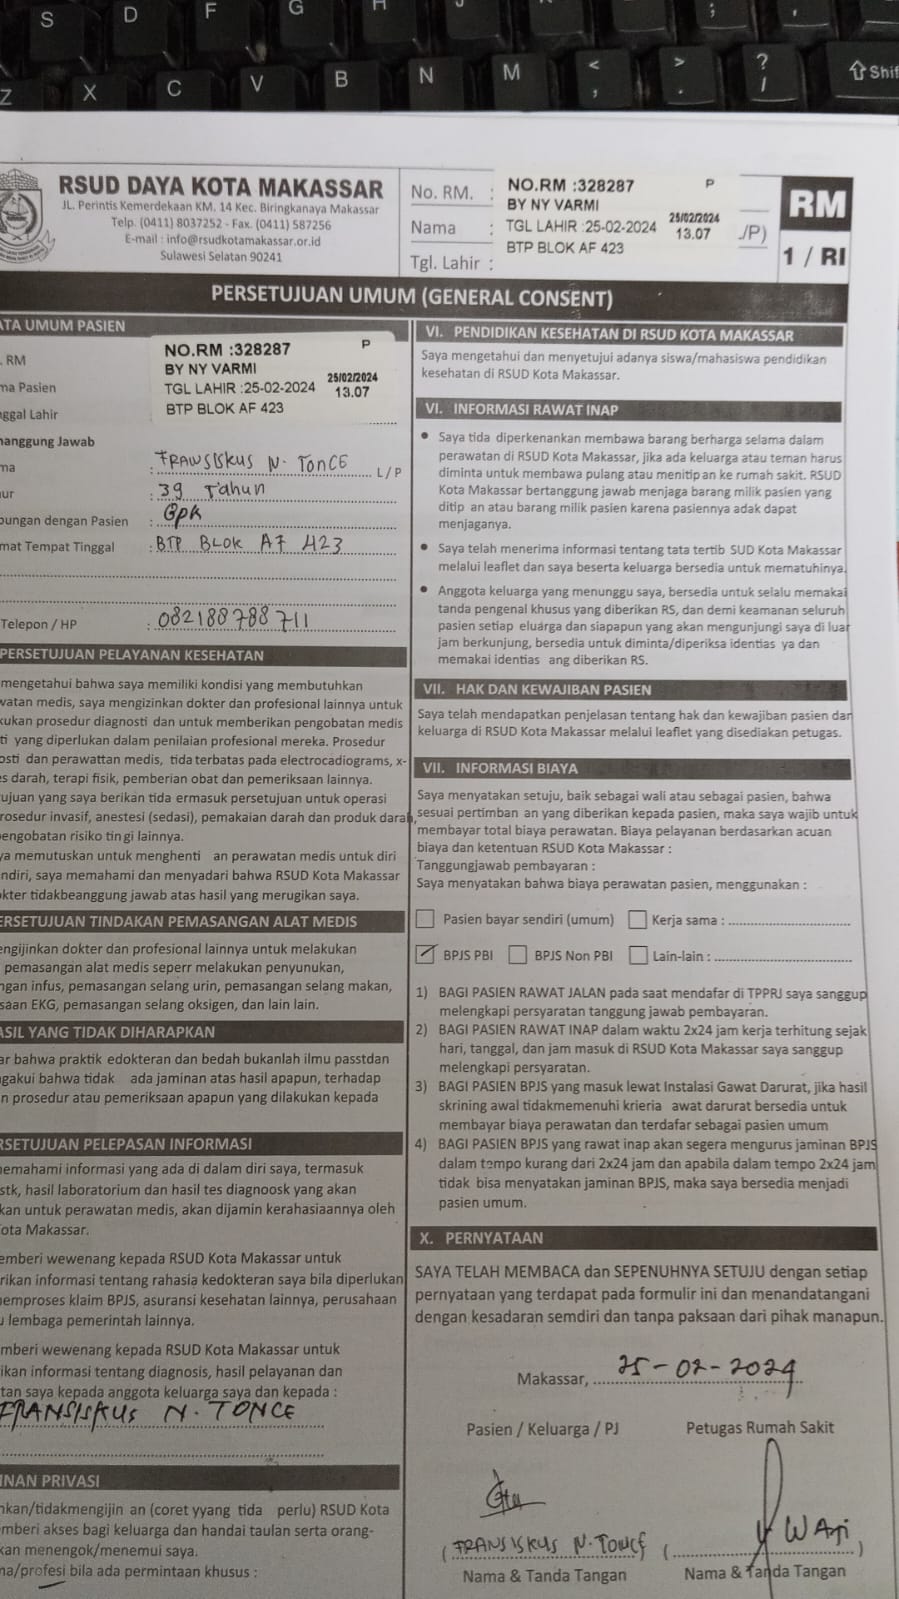 S D F G H J ; '
Z X C V B N M < , > . ? / Shif
RSUD DAYA KOTA MAKASSAR
JL. Perintis Kemerdekaan KM. 14 Kec. Biringkanaya Makassar
Telp. (0411) 8037252 - Fax. (0411) 587256
E-mail : info@rsudkotamakassar.or.id
Sulawesi Selatan 90241
No. RM. :
Nama :
Tgl. Lahir :
NO.RM :328287 P
BY NY VARMI
TGL LAHIR :25-02-2024 25/02/2024 13.07
BTP BLOK AF 423
/P)
RM
1 / RI
PERSETUJUAN UMUM (GENERAL CONSENT)
ATA UMUM PASIEN
. RM
ma Pasien
nggal Lahir
NO.RM :328287 P
BY NY VARMI
TGL LAHIR :25-02-2024 25/02/2024 13.07
BTP BLOK AF 423
nanggung Jawab
ma : FRANSISKUS N. TONCE L / P
ur : 39 Tahun
bungan dengan Pasien :
mat Tempat Tinggal : BTP BLOK AF 423
Telepon / HP : 082188788711
PERSETUJUAN PELAYANAN KESEHATAN
mengetahui bahwa saya memiliki kondisi yang membutuhkan
watan medis, saya mengizinkan dokter dan profesional lainnya untuk
kukan prosedur diagnosti dan untuk memberikan pengobatan medis
ti yang diperlukan dalam penilaian profesional mereka. Prosedur
osti dan perawattan medis, tida terbatas pada electrocadiograms, x-
es darah, terapi fisik, pemberian obat dan pemeriksaan lainnya.
tujuan yang saya berikan tida ermasuk persetujuan untuk operasi
rosedur invasif, anestesi (sedasi), pemakaian darah dan produk darah,
pengobatan risiko tin gi lainnya.
ya memutuskan untuk menghenti an perawatan medis untuk diri
ndiri, saya memahami dan menyadari bahwa RSUD Kota Makassar
okter tidakbeanggung jawab atas hasil yang merugikan saya.
ERSETUJUAN TINDAKAN PEMASANGAN ALAT MEDIS
engijinkan dokter dan profesional lainnya untuk melakukan
pemasangan alat medis seperr melakukan penyunukan,
ngan infus, pemasangan selang urin, pemasangan selang makan,
saan EKG, pemasangan selang oksigen, dan lain lain.
ASIL YANG TIDAK DIHARAPKAN
ar bahwa praktik edokteran dan bedah bukanlah ilmu passtdan
gakui bahwa tidak ada jaminan atas hasil apapun, terhadap
n prosedur atau pemeriksaan apapun yang dilakukan kepada
RSETUJUAN PELEPASAN INFORMASI
nemahami informasi yang ada di dalam diri saya, termasuk
stk, hasil laboratorium dan hasil tes diagnoosk yang akan
kan untuk perawatan medis, akan dijamin kerahasiaannya oleh
ota Makassar.
emberi wewenang kepada RSUD Kota Makassar untuk
rikan informasi tentang rahasia kedokteran saya bila diperlukan
nemproses klaim BPJS, asuransi kesehatan lainnya, perusahaan
u lembaga pemerintah lainnya.
mberi wewenang kepada RSUD Kota Makassar untuk
ikan informasi tentang diagnosis, hasil pelayanan dan
tan saya kepada anggota keluarga saya dan kepada :
FRANSISKUS N. TONCE
INAN PRIVASI
nkan/tidakmengijin an (coret yyang tida perlu) RSUD Kota
emberi akses bagi keluarga dan handai taulan serta orang-
kan menengok/menemui saya.
na/profesi bila ada permintaan khusus :
VI. PENDIDIKAN KESEHATAN DI RSUD KOTA MAKASSAR
Saya mengetahui dan menyetujui adanya siswa/mahasiswa pendidikan
kesehatan di RSUD Kota Makassar.
VI. INFORMASI RAWAT INAP
• Saya tida diperkenankan membawa barang berharga selama dalam
perawatan di RSUD Kota Makassar, jika ada keluarga atau teman harus
diminta untuk membawa pulang atau menitip an ke rumah sakit. RSUD
Kota Makassar bertanggung jawab menjaga barang milik pasien yang
ditip an atau barang milik pasien karena pasiennya adak dapat
menjaganya.
• Saya telah menerima informasi tentang tata tertib SUD Kota Makassar
melalui leaflet dan saya beserta keluarga bersedia untuk mematuhinya.
• Anggota keluarga yang menunggu saya, bersedia untuk selalu memakai
tanda pengenal khusus yang diberikan RS, dan demi keamanan seluruh
pasien setiap eluarga dan siapapun yang akan mengunjungi saya di luar
jam berkunjung, bersedia untuk diminta/diperiksa identias ya dan
memakai identias ang diberikan RS.
VII. HAK DAN KEWAJIBAN PASIEN
Saya telah mendapatkan penjelasan tentang hak dan kewajiban pasien dan
keluarga di RSUD Kota Makassar melalui leaflet yang disediakan petugas.
VII. INFORMASI BIAYA
Saya menyatakan setuju, baik sebagai wali atau sebagai pasien, bahwa
sesuai pertimban an yang diberikan kepada pasien, maka saya wajib untuk
membayar total biaya perawatan. Biaya pelayanan berdasarkan acuan
biaya dan ketentuan RSUD Kota Makassar :
Tanggungjawab pembayaran :
Saya menyatakan bahwa biaya perawatan pasien, menggunakan :
Pasien bayar sendiri (umum) Kerja sama :
BPJS PBI BPJS Non PBI Lain-lain :
1) BAGI PASIEN RAWAT JALAN pada saat mendafar di TPPRJ saya sanggup
melengkapi persyaratan tanggung jawab pembayaran.
2) BAGI PASIEN RAWAT INAP dalam waktu 2x24 jam kerja terhitung sejak
hari, tanggal, dan jam masuk di RSUD Kota Makassar saya sanggup
melengkapi persyaratan.
3) BAGI PASIEN BPJS yang masuk lewat Instalasi Gawat Darurat, jika hasil
skrining awal tidakmemenuhi krieria awat darurat bersedia untuk
membayar biaya perawatan dan terdafar sebagai pasien umum
4) BAGI PASIEN BPJS yang rawat inap akan segera mengurus jaminan BPJS
dalam tempo kurang dari 2x24 jam dan apabila dalam tempo 2x24 jam
tidak bisa menyatakan jaminan BPJS, maka saya bersedia menjadi
pasien umum.
X. PERNYATAAN
SAYA TELAH MEMBACA dan SEPENUHNYA SETUJU dengan setiap
pernyataan yang terdapat pada formulir ini dan menandatangani
dengan kesadaran semdiri dan tanpa paksaan dari pihak manapun.
Makassar, 25-02-2024
Pasien / Keluarga / PJ Petugas Rumah Sakit
( FRANSISKUS N. TONCE ) ( WATI )
Nama & Tanda Tangan Nama & Tanda Tangan